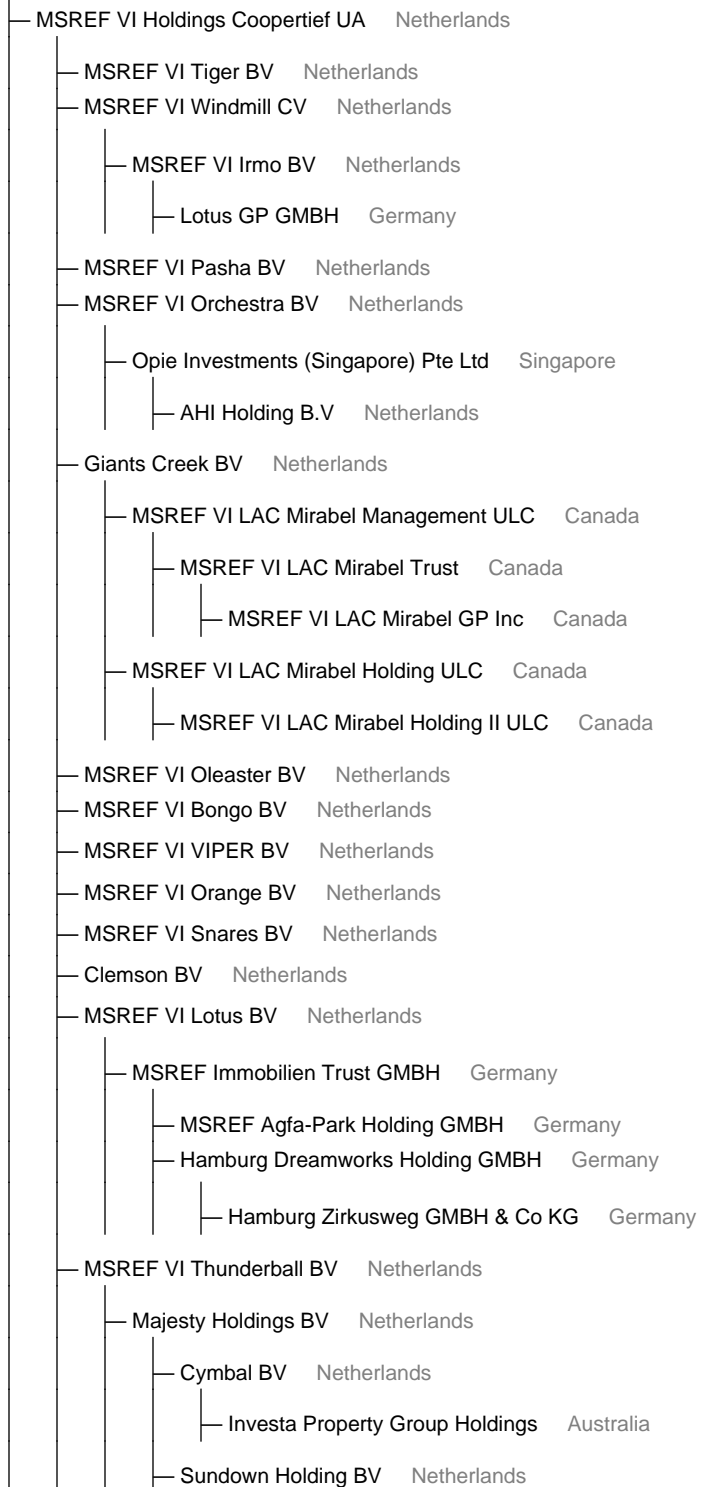 MSREF VI Holdings Coopertief UA Netherlands
MSREF VI Tiger BV Netherlands
MSREF VI Windmill CV Netherlands
MSREF VI Irmo BV Netherlands
Lotus GP GMBH Germany
MSREF VI Pasha BV Netherlands
MSREF VI Orchestra BV Netherlands
Opie Investments (Singapore) Pte Ltd Singapore
AHI Holding B.V Netherlands
Giants Creek BV Netherlands
MSREF VI LAC Mirabel Management ULC Canada
MSREF VI LAC Mirabel Trust Canada
MSREF VI LAC Mirabel GP Inc Canada
MSREF VI LAC Mirabel Holding ULC Canada
MSREF VI LAC Mirabel Holding II ULC Canada
MSREF VI Oleaster BV Netherlands
MSREF VI Bongo BV Netherlands
MSREF VI VIPER BV Netherlands
MSREF VI Orange BV Netherlands
MSREF VI Snares BV Netherlands
Clemson BV Netherlands
MSREF VI Lotus BV Netherlands
MSREF Immobilien Trust GMBH Germany
MSREF Agfa-Park Holding GMBH Germany
Hamburg Dreamworks Holding GMBH Germany
Hamburg Zirkusweg GMBH & Co KG Germany
MSREF VI Thunderball BV Netherlands
Majesty Holdings BV Netherlands
Cymbal BV Netherlands
Investa Property Group Holdings Australia
Sundown Holding BV Netherlands